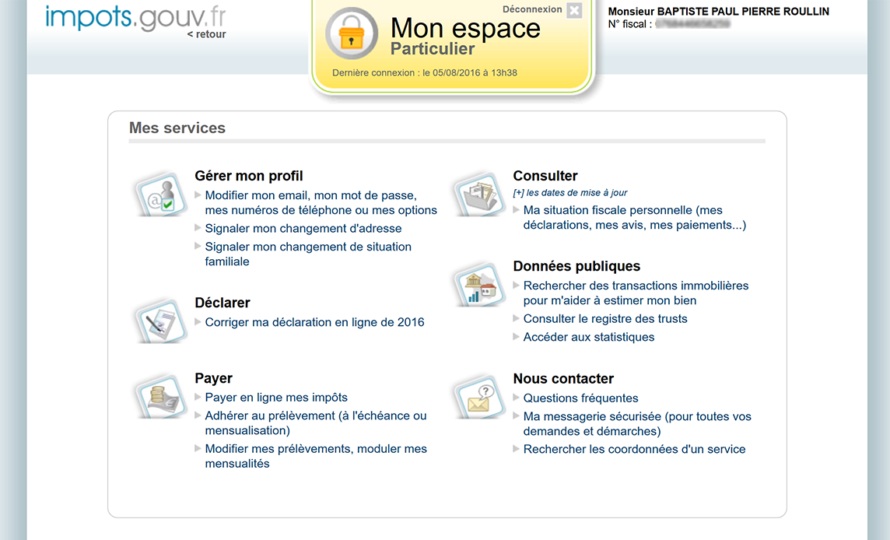 impots.gouv.fr
< retour
Déconnexion
Mon espace
Particulier
Dernière connexion : le 05/08/2016 à 13h38
Monsieur BAPTISTE PAUL PIERRE ROULLIN
N° fiscal :
Mes services
Gérer mon profil
Modifier mon email, mon mot de passe,
mes numéros de téléphone ou mes options
Signaler mon changement d'adresse
Signaler mon changement de situation
familiale
Déclarer
Corriger ma déclaration en ligne de 2016
Payer
Payer en ligne mes impôts
Adhérer au prélèvement (à l'échéance ou
mensualisation)
Modifier mes prélèvements, moduler mes
mensualités
Consulter
[+] les dates de mise à jour
Ma situation fiscale personnelle (mes
déclarations, mes avis, mes paiements...)
Données publiques
Rechercher des transactions immobilières
pour m'aider à estimer mon bien
Consulter le registre des trusts
Accéder aux statistiques
Nous contacter
Questions fréquentes
Ma messagerie sécurisée (pour toutes vos
demandes et démarches)
Rechercher les coordonnées d'un service